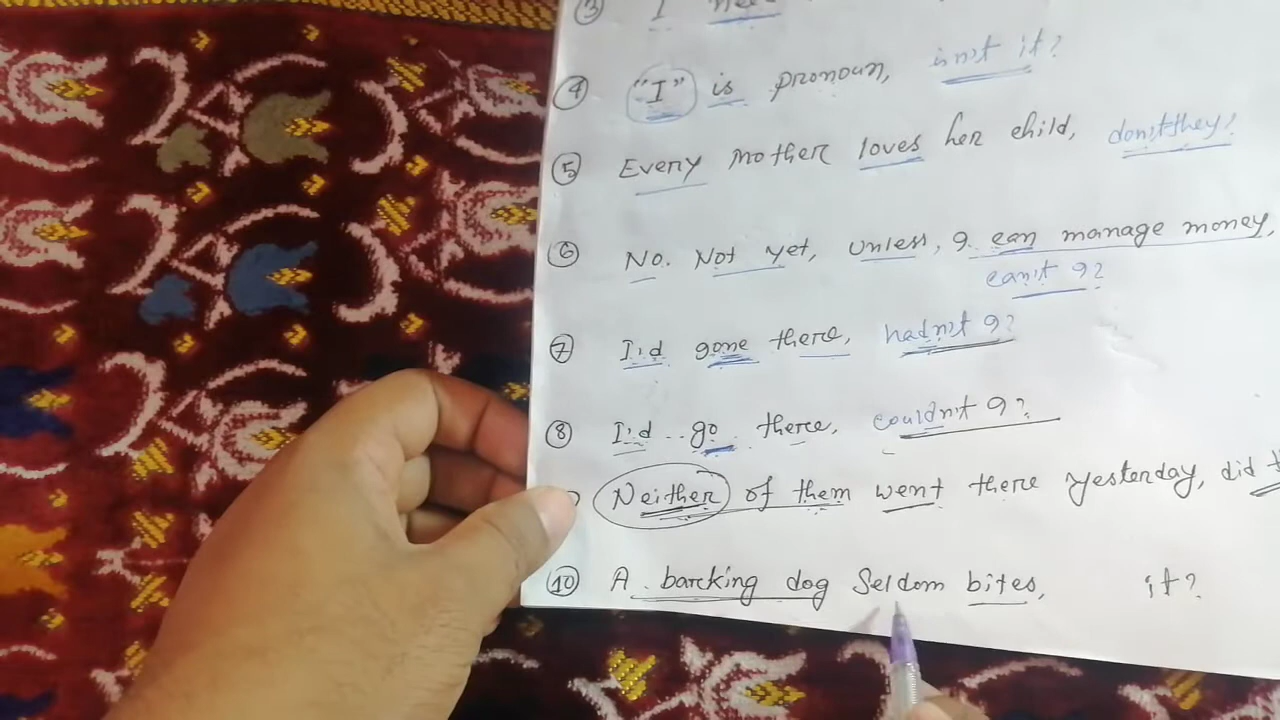 ③ I
④ "I" is pronoun, isn't it?
⑤ Every mother loves her child, don't they?
⑥ No. Not yet, unless, I can manage money,
can't I?
⑦ I'd gone there, hadn't I?
⑧ I'd go there, couldn't I?
Neither of them went there yesterday, did
⑩ A barking dog Seldom bites, it?